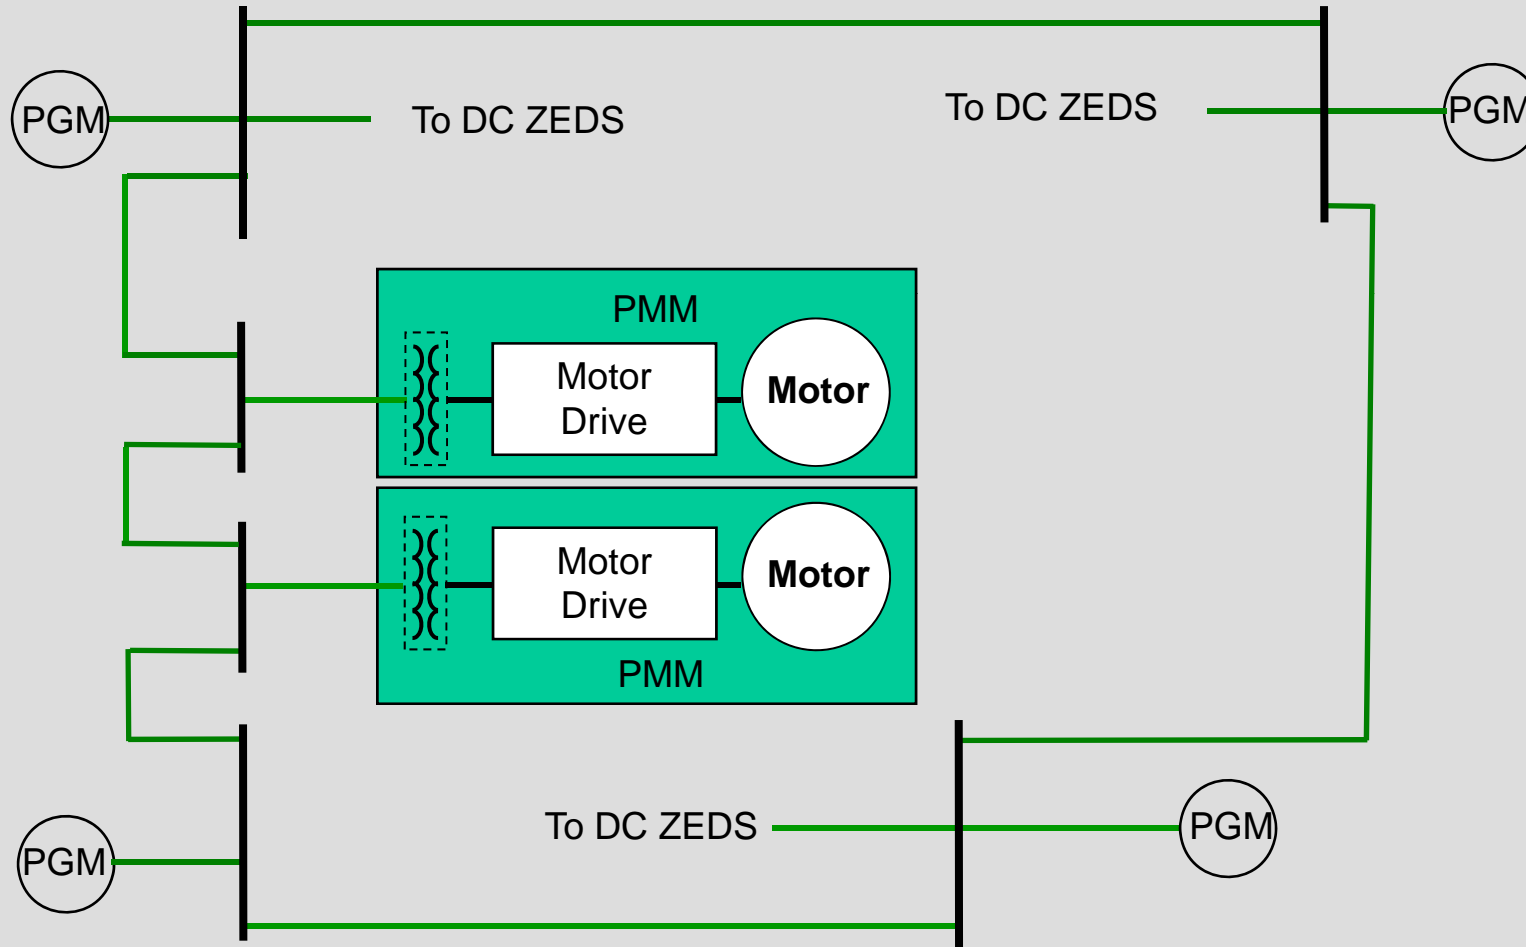 To DC ZEDS
PGM
PGM
To DC ZEDS
PMM
Motor
Drive
Motor
Motor
Drive
Motor
PMM
To DC ZEDS
PGM
PGM